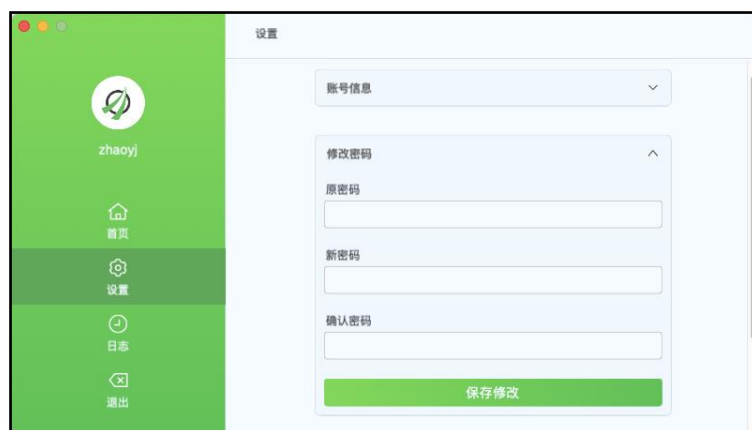 设置
zhaoyj
首页
设置
日志
退出
账号信息
修改密码
原密码
新密码
确认密码
保存修改